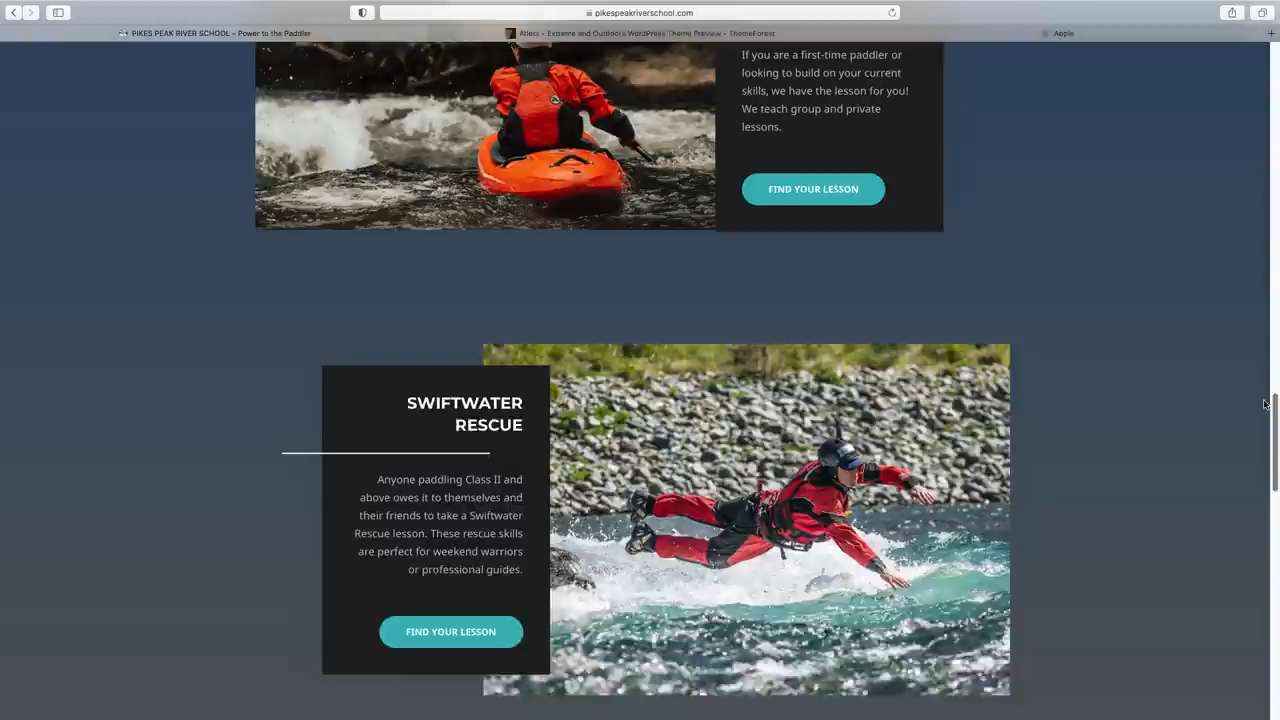 pikespeakriverschool.com
PIKES PEAK RIVER SCHOOL – Power to the Paddler
Atlecs - Extreme and Outdoors WordPress Theme Preview - ThemeForest
Apple
If you are a first-time paddler or
looking to build on your current
skills, we have the lesson for you!
We teach group and private
lessons.
FIND YOUR LESSON
SWIFTWATER
RESCUE
Anyone paddling Class II and
above owes it to themselves and
their friends to take a Swiftwater
Rescue lesson. These rescue skills
are perfect for weekend warriors
or professional guides.
FIND YOUR LESSON